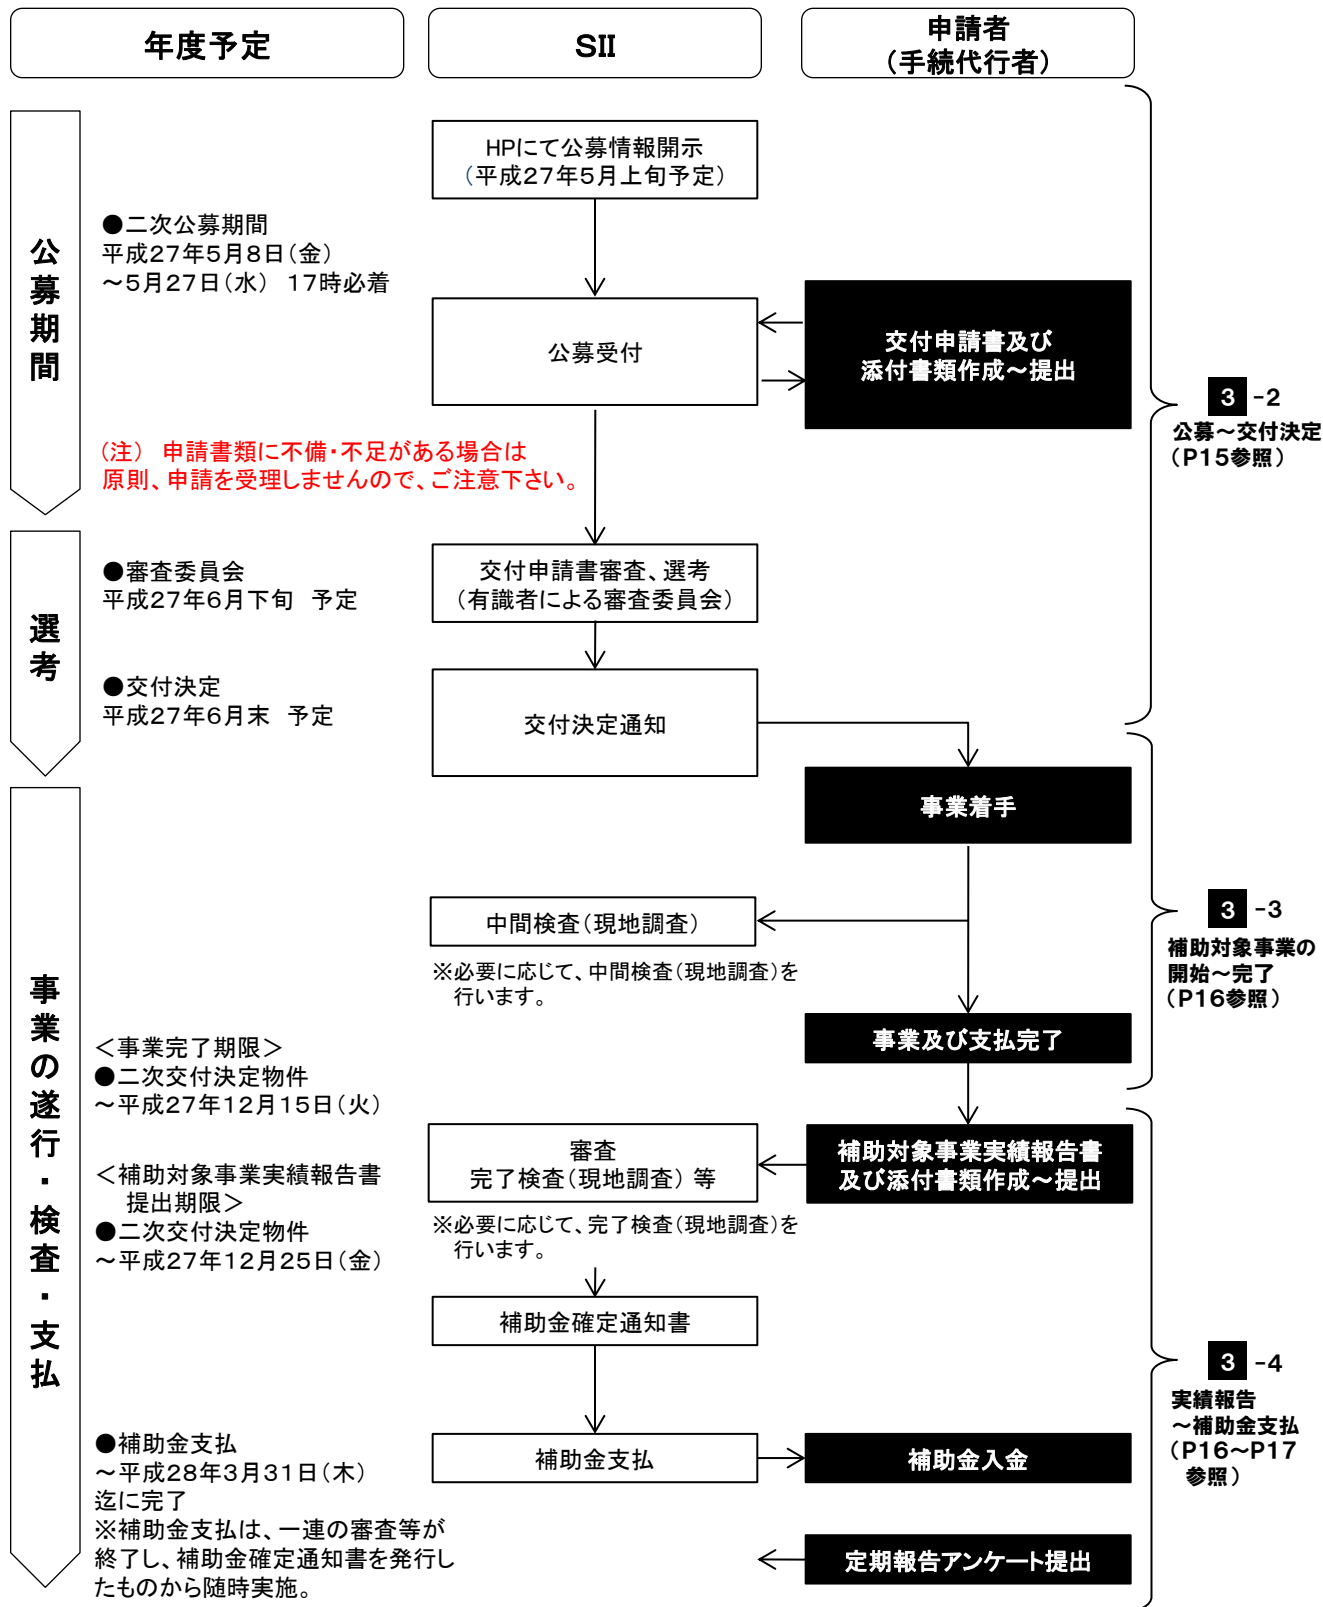 年度予定
SII
申請者
（手続代行者）
公募期間
HPにて公募情報開示
（平成27年5月上旬予定）
●二次公募期間
平成27年5月8日（金）
～5月27日（水） 17時必着
公募受付
交付申請書及び
添付書類作成～提出
（注） 申請書類に不備・不足がある場合は
原則、申請を受理しませんので、ご注意下さい。
3 -2
公募～交付決定
（P15参照）
選考
●審査委員会
平成27年6月下旬 予定
交付申請書審査、選考
（有識者による審査委員会）
●交付決定
平成27年6月末 予定
交付決定通知
事業着手
事業の遂行・検査・支払
中間検査（現地調査）
※必要に応じて、中間検査（現地調査）を
行います。
3 -3
補助対象事業の
開始～完了
（P16参照）
事業及び支払完了
＜事業完了期限＞
●二次交付決定物件
～平成27年12月15日（火）
審査
完了検査（現地調査） 等
補助対象事業実績報告書
及び添付書類作成～提出
＜補助対象事業実績報告書
提出期限＞
●二次交付決定物件
～平成27年12月25日（金）
※必要に応じて、完了検査（現地調査）を
行います。
補助金確定通知書
3 -4
実績報告
～補助金支払
（P16～P17
参照）
●補助金支払
～平成28年3月31日（木）
迄に完了
※補助金支払は、一連の審査等が
終了し、補助金確定通知書を発行し
たものから随時実施。
補助金支払
補助金入金
定期報告アンケート提出